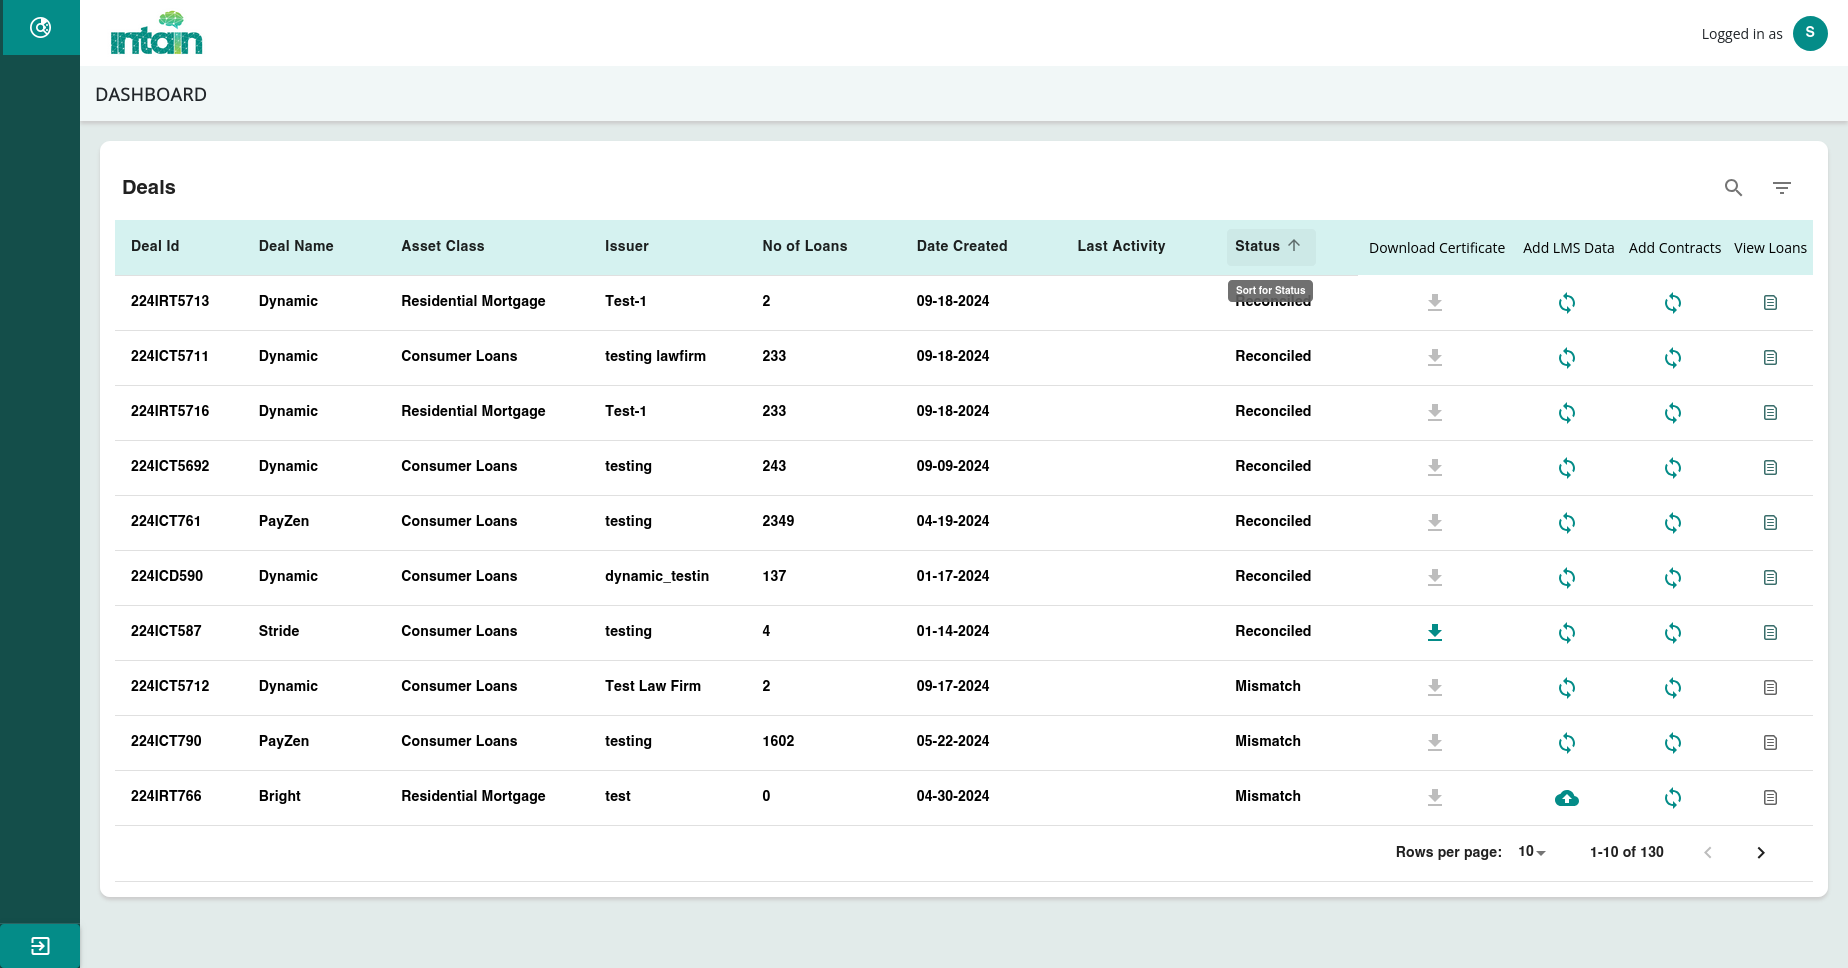 intain
Logged in as S
DASHBOARD
Deals
Deal Id Deal Name Asset Class Issuer No of Loans Date Created Last Activity Status Download Certificate Add LMS Data Add Contracts View Loans
Sort for Status
224IRT5713 Dynamic Residential Mortgage Test-1 2 09-18-2024 Reconciled
224ICT5711 Dynamic Consumer Loans testing lawfirm 233 09-18-2024 Reconciled
224IRT5716 Dynamic Residential Mortgage Test-1 233 09-18-2024 Reconciled
224ICT5692 Dynamic Consumer Loans testing 243 09-09-2024 Reconciled
224ICT761 PayZen Consumer Loans testing 2349 04-19-2024 Reconciled
224ICD590 Dynamic Consumer Loans dynamic_testin 137 01-17-2024 Reconciled
224ICT587 Stride Consumer Loans testing 4 01-14-2024 Reconciled
224ICT5712 Dynamic Consumer Loans Test Law Firm 2 09-17-2024 Mismatch
224ICT790 PayZen Consumer Loans testing 1602 05-22-2024 Mismatch
224IRT766 Bright Residential Mortgage test 0 04-30-2024 Mismatch
Rows per page: 10 1-10 of 130